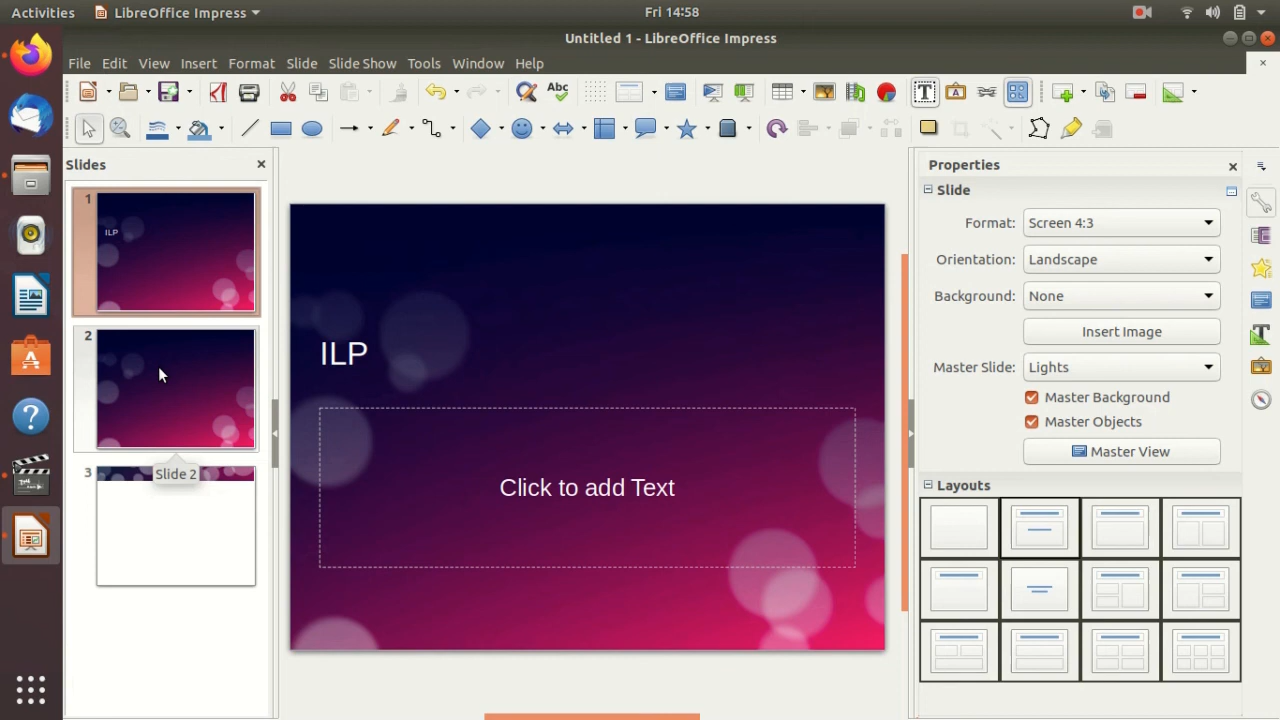 Activities
LibreOffice Impress
Fri 14:58
Untitled 1 - LibreOffice Impress
File Edit View Insert Format Slide Slide Show Tools Window Help
Slides
Properties
Slide
Format: Screen 4:3
Orientation: Landscape
Background: None
Insert Image
Master Slide: Lights
Master Background
Master Objects
Master View
Layouts
1
ILP
2
Slide 2
3
ILP
Click to add Text
Abc